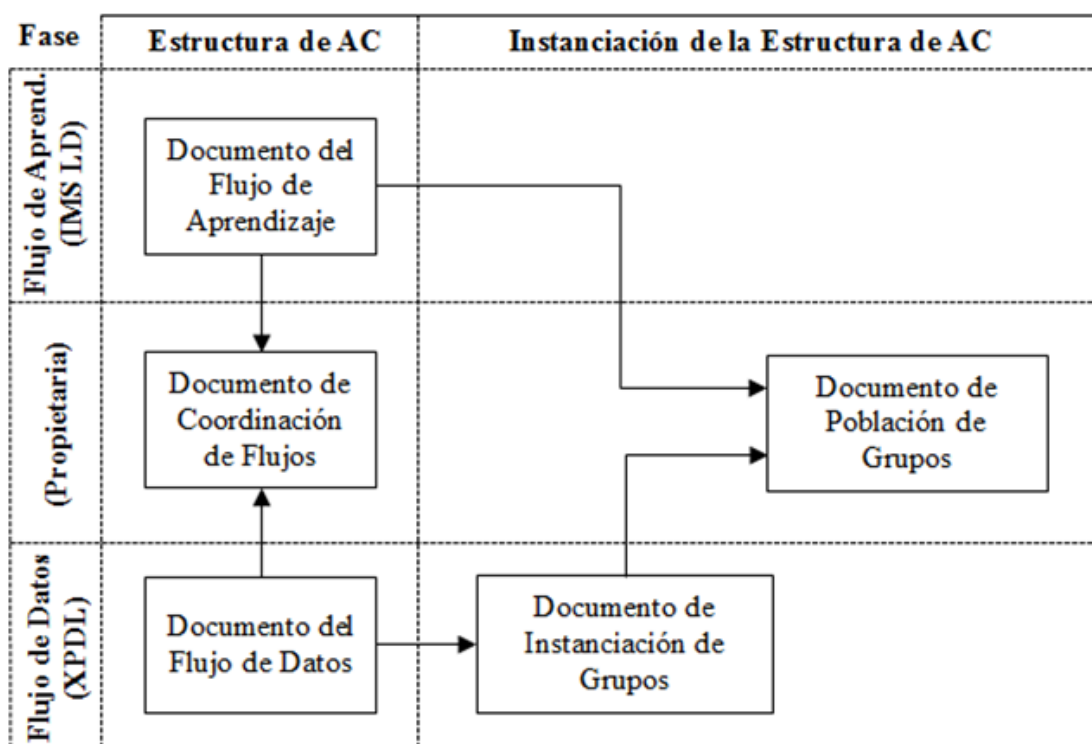 Fase
Estructura de AC
Instanciación de la Estructura de AC
Flujo de Aprend.
(IMS LD)
Documento del
Flujo de
Aprendizaje
(Propietaria)
Documento de
Coordinación
de Flujos
Documento de
Población de
Grupos
Flujo de Datos
(XPDL)
Documento del
Flujo de Datos
Documento de
Instanciación de
Grupos